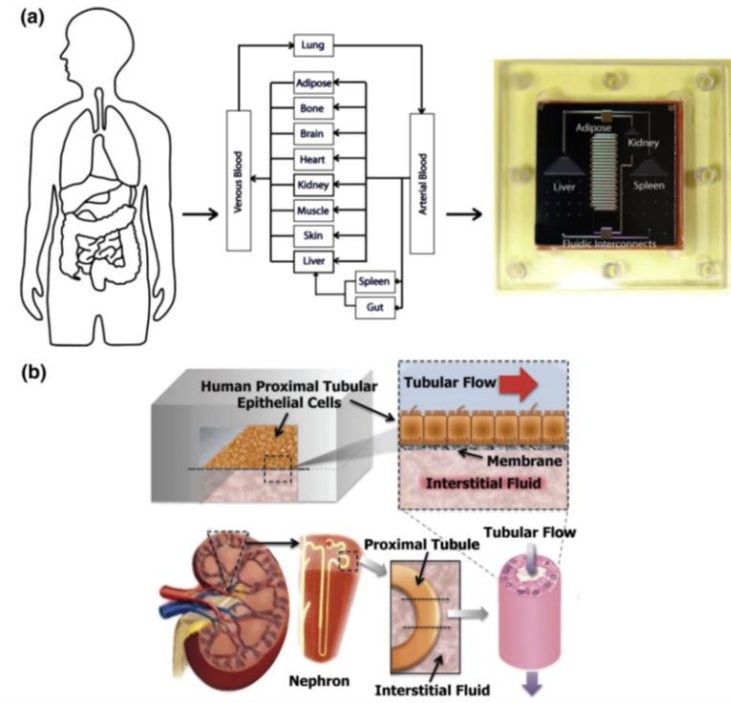 (a)
Lung
Adipose
Bone
Brain
Heart
Kidney
Muscle
Skin
Liver
Spleen
Gut
Venous Blood
Arterial Blood
Adipose
Kidney
Liver
Spleen
Fluidic Interconnects
(b)
Human Proximal Tubular
Epithelial Cells
Tubular Flow
Membrane
Interstitial Fluid
Nephron
Proximal Tubule
Interstitial Fluid
Tubular Flow